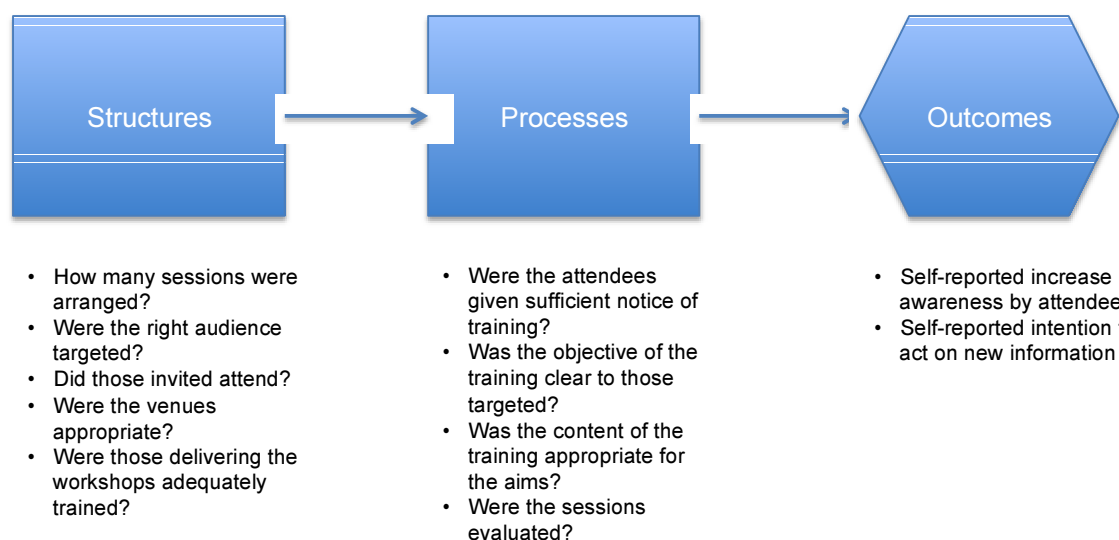 Structures
Processes
Outcomes
• How many sessions were
arranged?
• Were the right audience
targeted?
• Did those invited attend?
• Were the venues
appropriate?
• Were those delivering the
workshops adequately
trained?
• Were the attendees
given sufficient notice of
training?
• Was the objective of the
training clear to those
targeted?
• Was the content of the
training appropriate for
the aims?
• Were the sessions
evaluated?
• Self-reported increase
awareness by
• Self-reported intention
act on new information